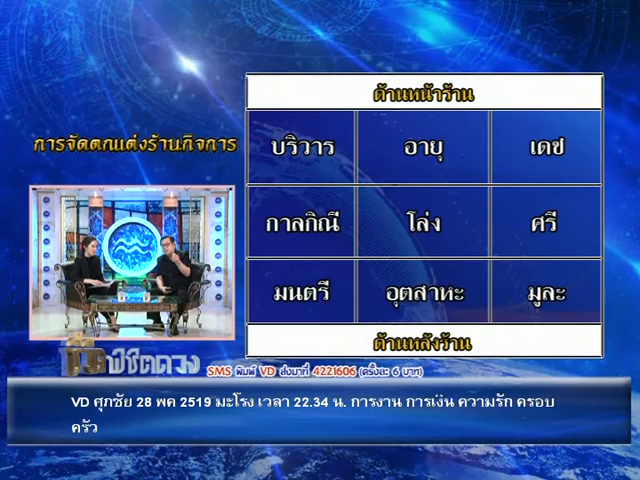 ด้านหน้าร้าน
การจัดตกแต่งร้านกิจการ
บริวาร อายุ เดช
กาลกิณี โล่ง ศรี
มนตรี อุตสาหะ มูละ
ด้านหลังร้าน
SMS พิมพ์ VD ส่งมาที่ 4221606 (ครั้งละ 6 บาท)
VD ศุภชัย 28 พค 2519 มะโรง เวลา 22.34 น. การงาน การเงิน ความรัก ครอบ
ครัว